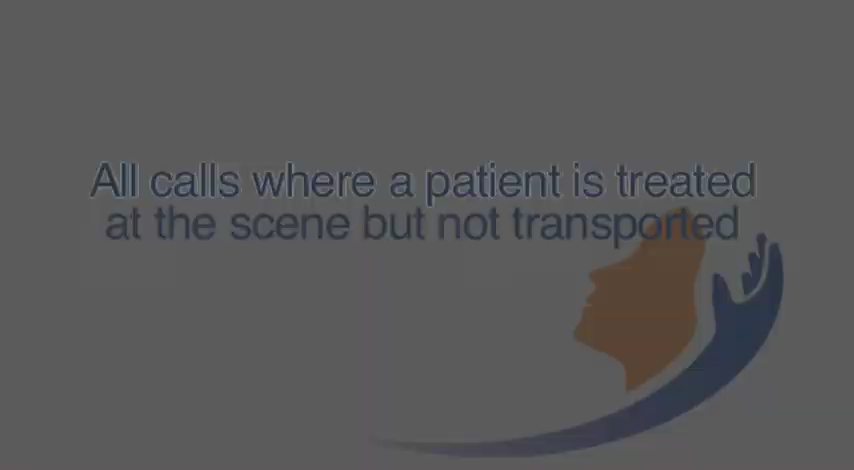 All calls where a patient is treated
at the scene but not transported